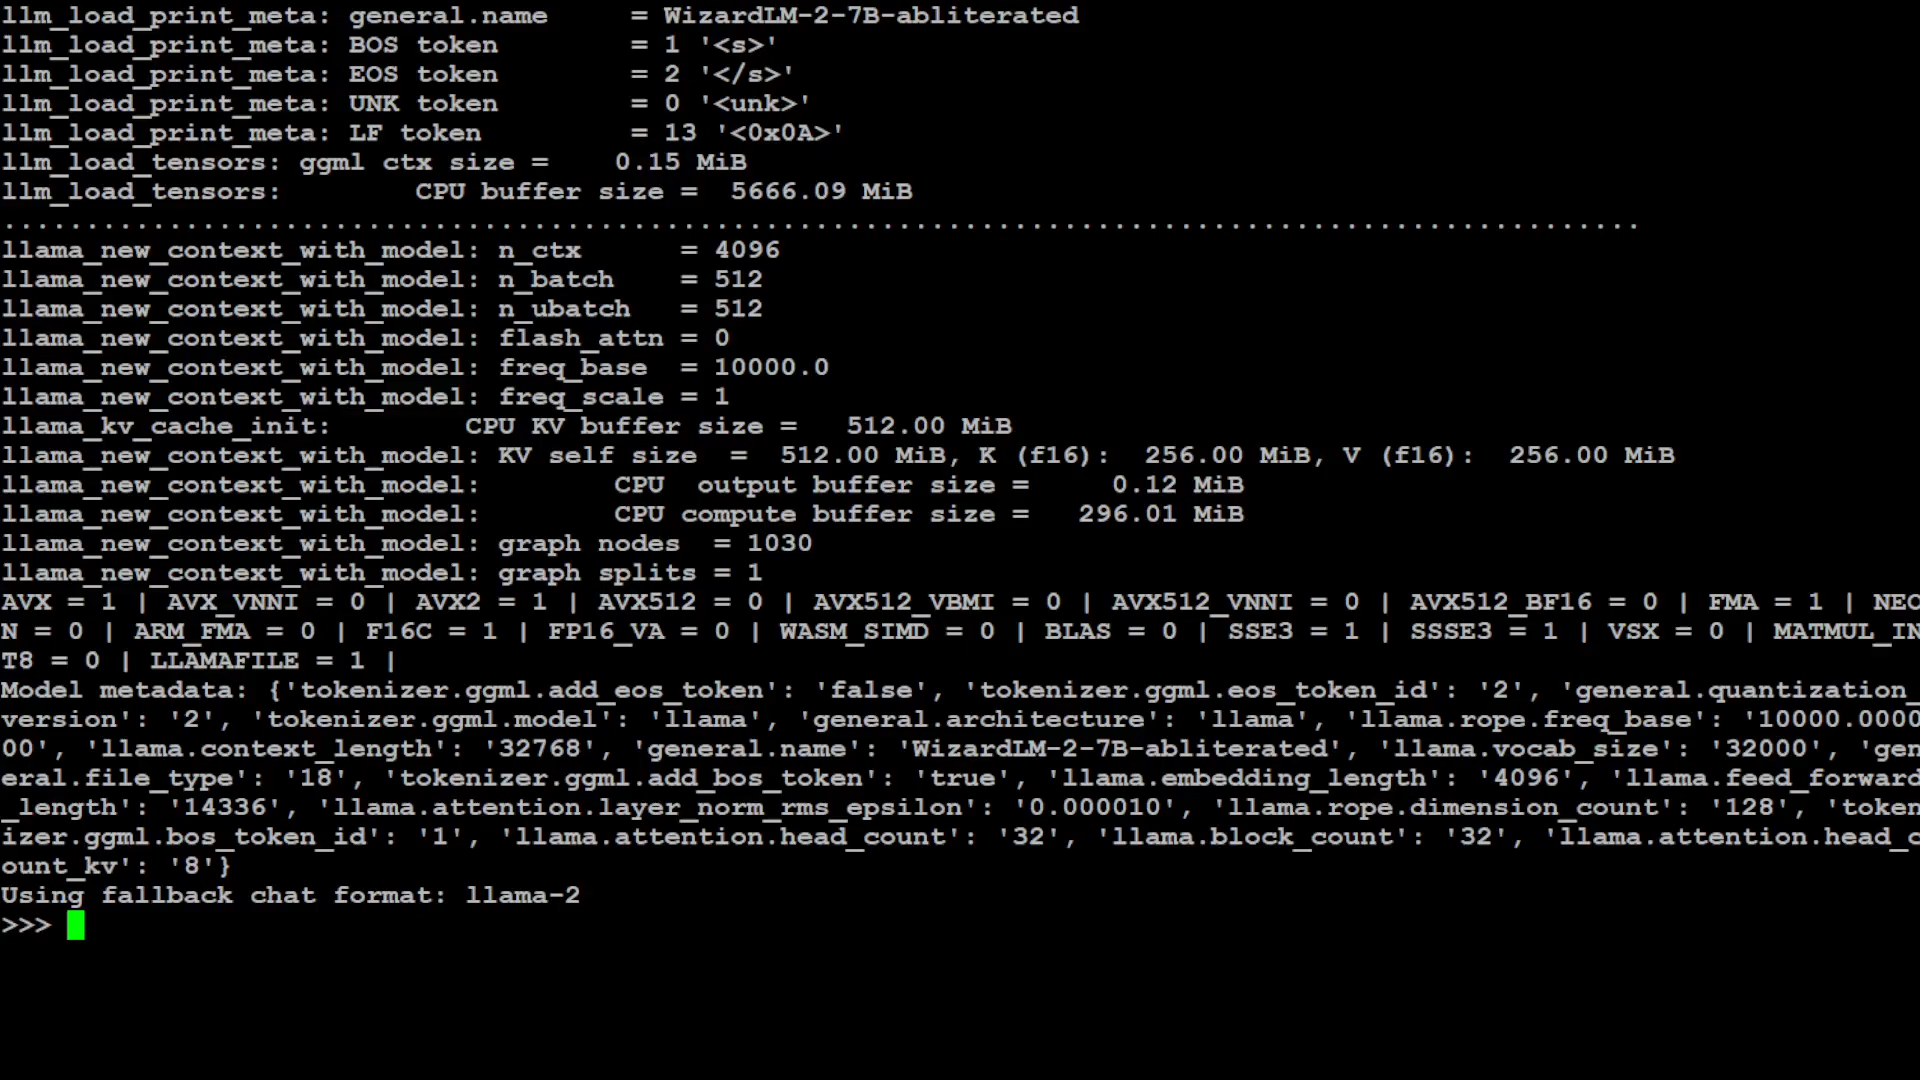 llm_load_print_meta: general.name     = WizardLM-2-7B-abliterated
llm_load_print_meta: BOS token        = 1 '<s>'
llm_load_print_meta: EOS token        = 2 '</s>'
llm_load_print_meta: UNK token        = 0 '<unk>'
llm_load_print_meta: LF token         = 13 '<0x0A>'
llm_load_tensors: ggml ctx size =    0.15 MiB
llm_load_tensors:        CPU buffer size =  5666.09 MiB
...................................................................................................
llama_new_context_with_model: n_ctx      = 4096
llama_new_context_with_model: n_batch    = 512
llama_new_context_with_model: n_ubatch   = 512
llama_new_context_with_model: flash_attn = 0
llama_new_context_with_model: freq_base  = 10000.0
llama_new_context_with_model: freq_scale = 1
llama_kv_cache_init:        CPU KV buffer size =   512.00 MiB
llama_new_context_with_model: KV self size  =  512.00 MiB, K (f16):  256.00 MiB, V (f16):  256.00 MiB
llama_new_context_with_model:        CPU  output buffer size =     0.12 MiB
llama_new_context_with_model:        CPU compute buffer size =   296.01 MiB
llama_new_context_with_model: graph nodes  = 1030
llama_new_context_with_model: graph splits = 1
AVX = 1 | AVX_VNNI = 0 | AVX2 = 1 | AVX512 = 0 | AVX512_VBMI = 0 | AVX512_VNNI = 0 | AVX512_BF16 = 0 | FMA = 1 | NEO
N = 0 | ARM_FMA = 0 | F16C = 1 | FP16_VA = 0 | WASM_SIMD = 0 | BLAS = 0 | SSE3 = 1 | SSSE3 = 1 | VSX = 0 | MATMUL_IN
T8 = 0 | LLAMAFILE = 1 |
Model metadata: {'tokenizer.ggml.add_eos_token': 'false', 'tokenizer.ggml.eos_token_id': '2', 'general.quantization_
version': '2', 'tokenizer.ggml.model': 'llama', 'general.architecture': 'llama', 'llama.rope.freq_base': '10000.0000
00', 'llama.context_length': '32768', 'general.name': 'WizardLM-2-7B-abliterated', 'llama.vocab_size': '32000', 'gen
eral.file_type': '18', 'tokenizer.ggml.add_bos_token': 'true', 'llama.embedding_length': '4096', 'llama.feed_forward
_length': '14336', 'llama.attention.layer_norm_rms_epsilon': '0.000010', 'llama.rope.dimension_count': '128', 'token
izer.ggml.bos_token_id': '1', 'llama.attention.head_count': '32', 'llama.block_count': '32', 'llama.attention.head_c
ount_kv': '8'}
Using fallback chat format: llama-2
>>>